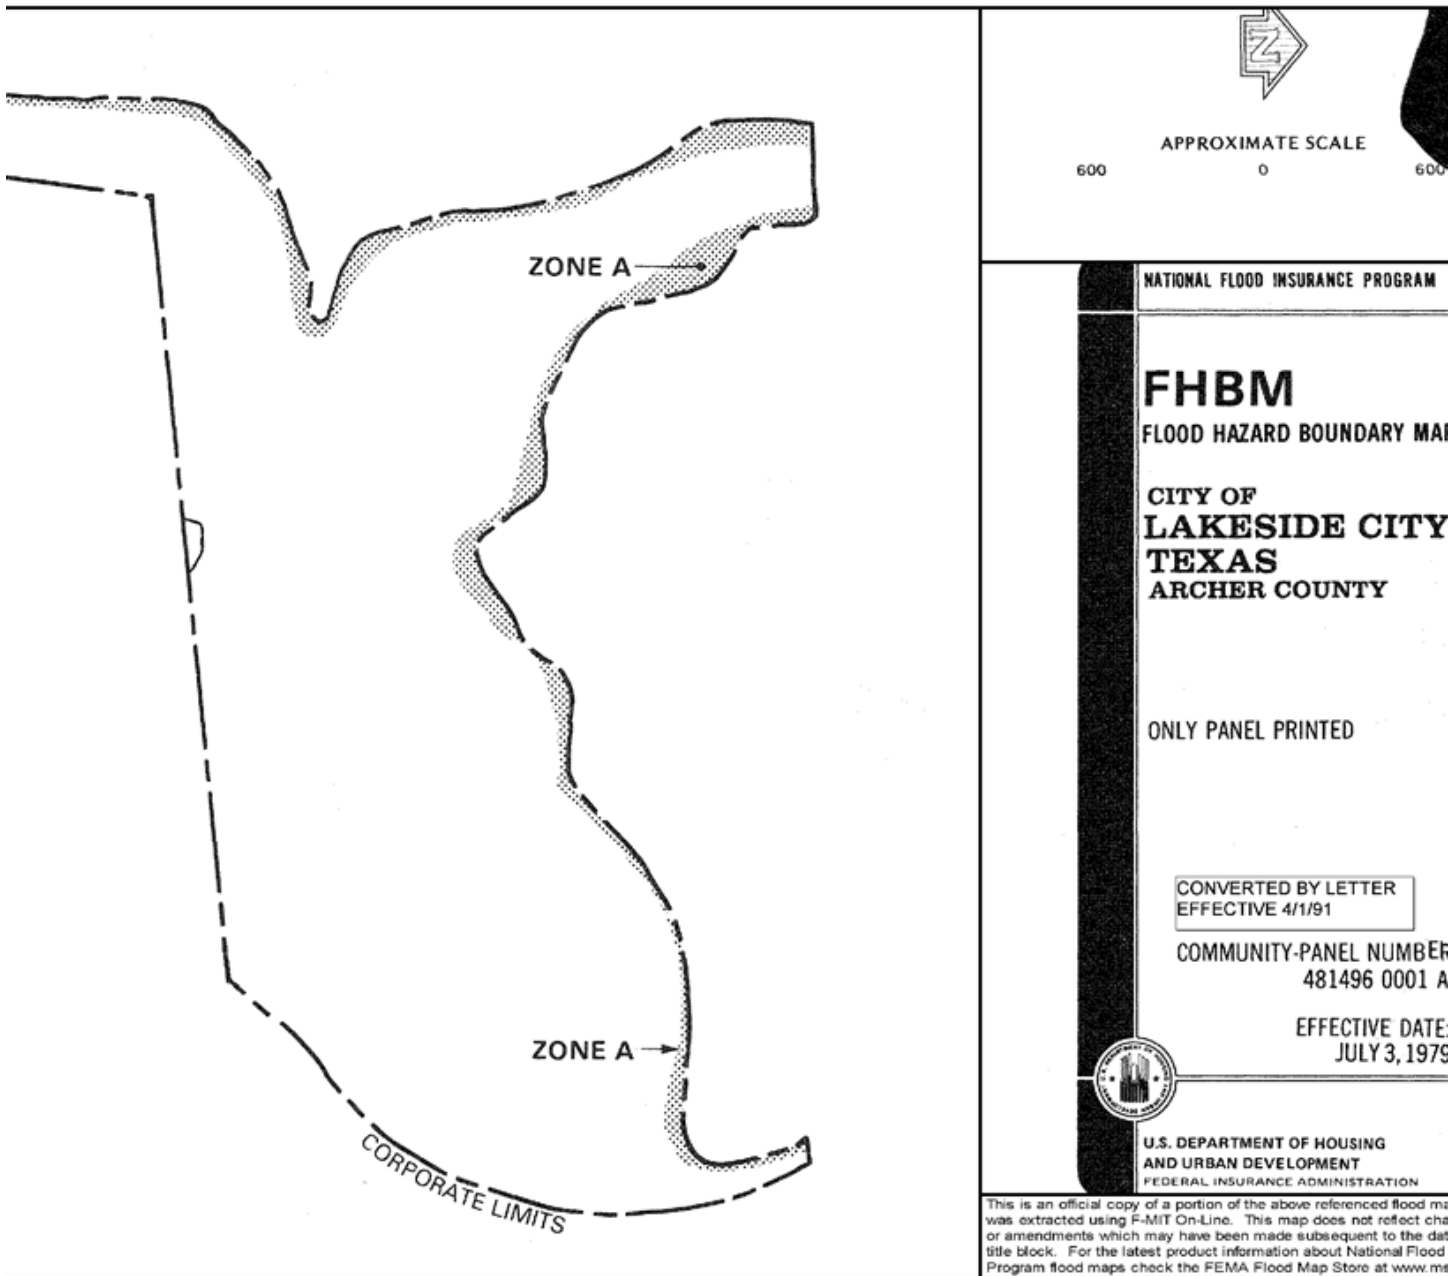 ZONE A
ZONE A
CORPORATE LIMITS
N
APPROXIMATE SCALE
600 0 600
NATIONAL FLOOD INSURANCE PROGRAM
FHBM
FLOOD HAZARD BOUNDARY MAP
CITY OF
LAKESIDE CITY
TEXAS
ARCHER COUNTY
ONLY PANEL PRINTED
CONVERTED BY LETTER
EFFECTIVE 4/1/91
COMMUNITY-PANEL NUMBER
481496 0001 A
EFFECTIVE DATE:
JULY 3, 1979
U.S. DEPARTMENT OF HOUSING
AND URBAN DEVELOPMENT
FEDERAL INSURANCE ADMINISTRATION
This is an official copy of a portion of the above referenced flood ma
was extracted using F-MIT On-Line. This map does not reflect cha
or amendments which may have been made subsequent to the dat
title block. For the latest product information about National Flood
Program flood maps check the FEMA Flood Map Store at www.ms